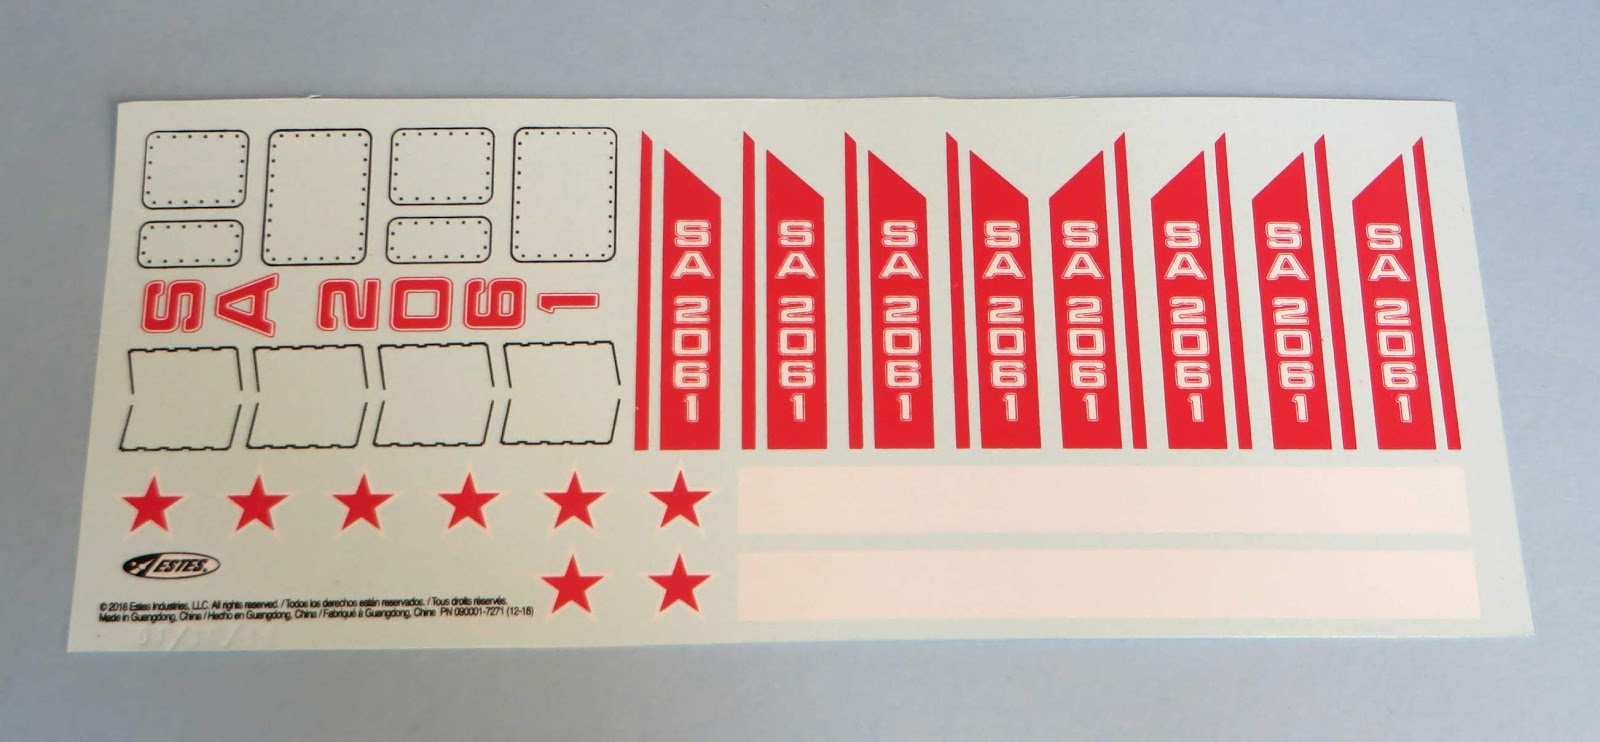 SA 2061
SA 2061
SA 2061
SA 2061
SA 2061
SA 2061
SA 2061
SA 2061
SA 2061
ESTES.
© 2018 Estes Industries, LLC. All rights reserved. / Todos los derechos están reservados. / Tous droits réservés.
Made in Guangdong, China / Hecho en Guangdong, China / Fabriqué à Guangdong, Chine PN 090001-7271 (12-18)